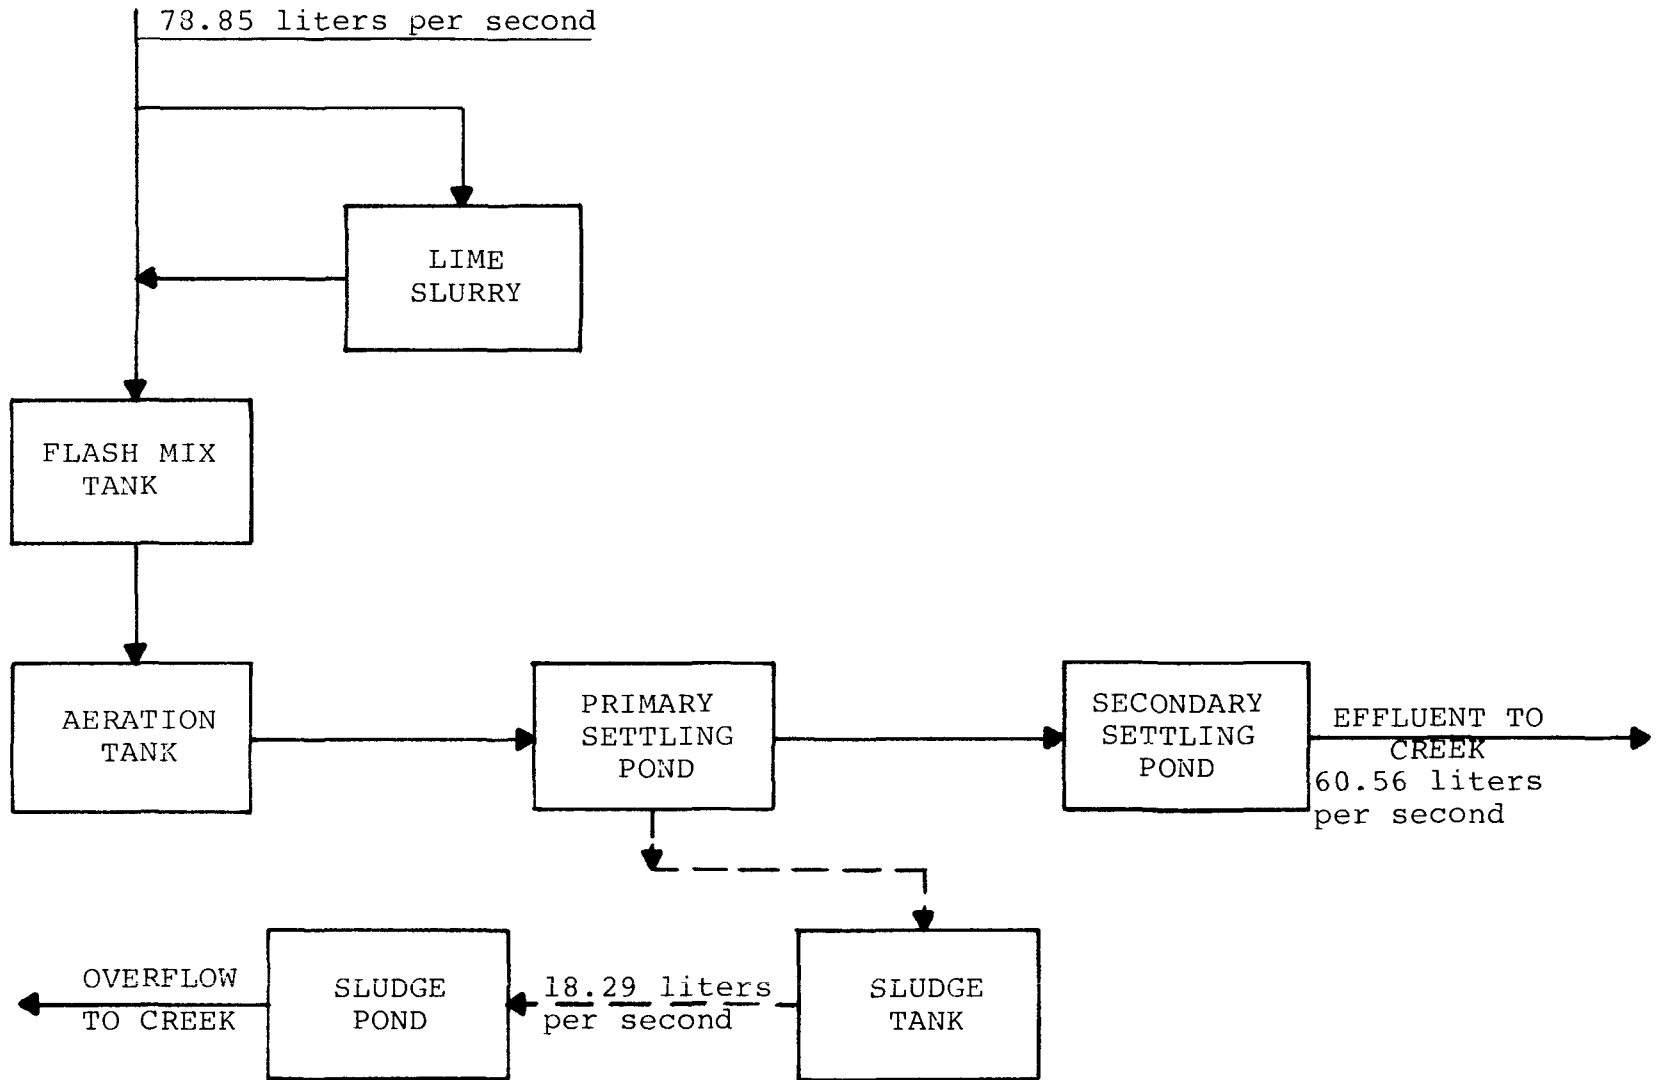 78.85 liters per second
LIME
SLURRY
FLASH MIX
TANK
AERATION
TANK
PRIMARY
SETTLING
POND
SECONDARY
SETTLING
POND
EFFLUENT TO
CREEK
60.56 liters
per second
OVERFLOW
TO CREEK
SLUDGE
POND
18.29 liters
per second
SLUDGE
TANK